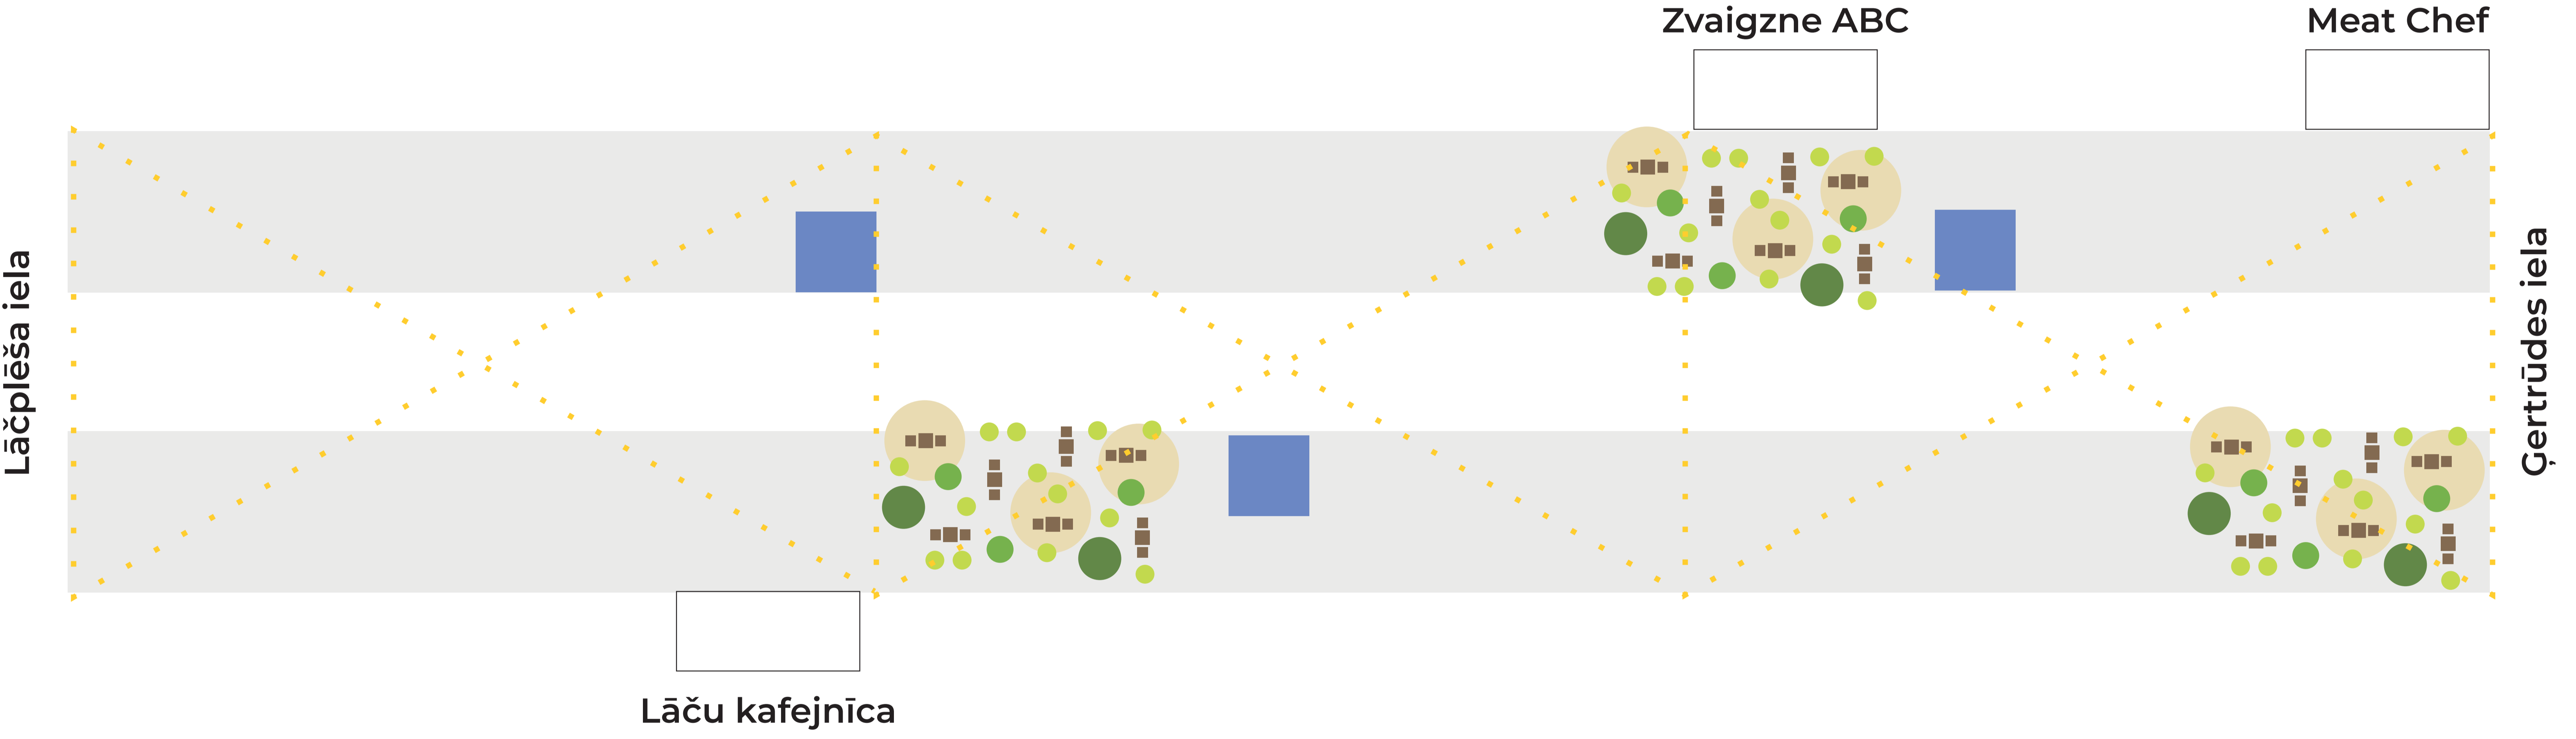 Zvaigzne ABC
Meat Chef
Lāčplēša iela
Ģertrūdes iela
Lāču kafejnīca